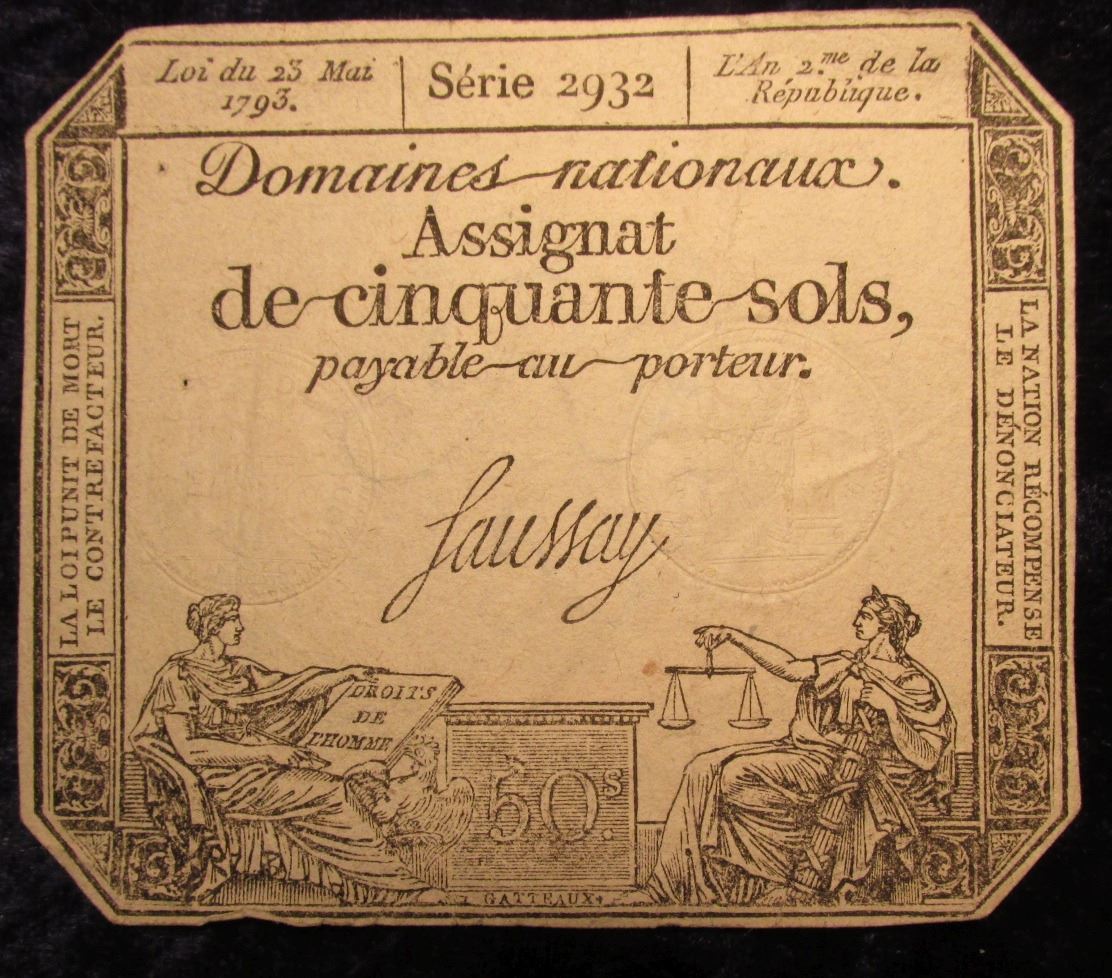 Loi du 23 Mai
1793.
Série 2932
L'An 2.me de la
République.
Domaines nationaux.
Assignat
de cinquante sols,
payable au porteur.
LA LOI PUNIT DE MORT
LE CONTREFACTEUR.
LA NATION RÉCOMPENSE
LE DÉNONCIATEUR.
Saussay
DROITS
DE
L'HOMME
50.s
GATTEAUX.